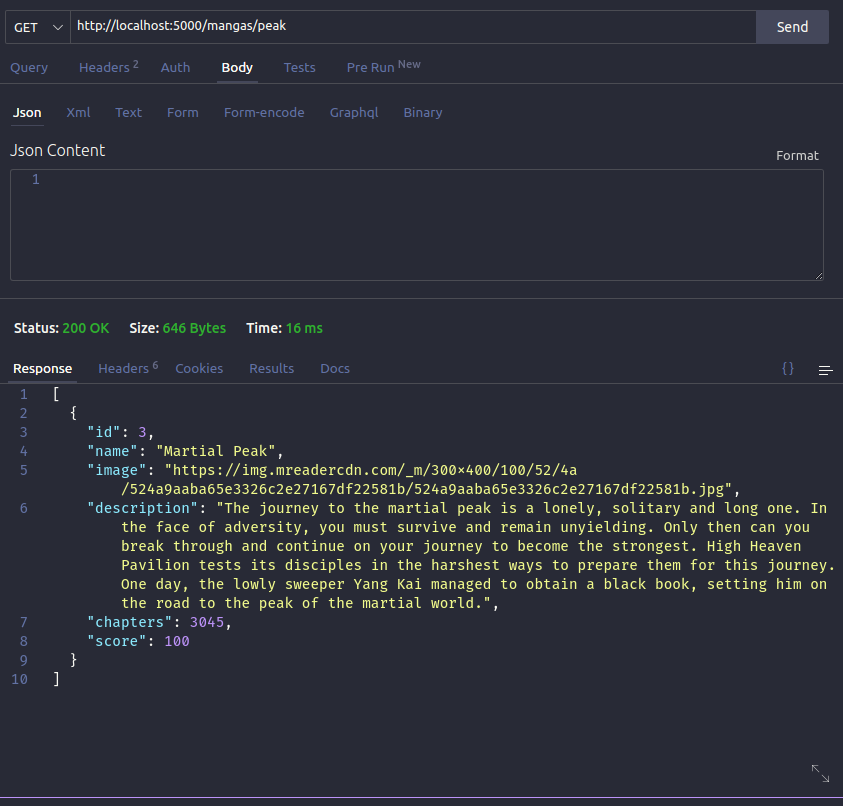 GET http://localhost:5000/mangas/peak Send
Query Headers 2 Auth Body Tests Pre Run New
Json Xml Text Form Form-encode Graphql Binary
Json Content Format
1
Status: 200 OK Size: 646 Bytes Time: 16 ms
Response Headers 6 Cookies Results Docs {}
1 [
2 {
3 "id": 3,
4 "name": "Martial Peak",
5 "image": "https://img.mreadercdn.com/_m/300×400/100/52/4a
/524a9aaba65e3326c2e27167df22581b/524a9aaba65e3326c2e27167df22581b.jpg",
6 "description": "The journey to the martial peak is a lonely, solitary and long one. In
the face of adversity, you must survive and remain unyielding. Only then can you
break through and continue on your journey to become the strongest. High Heaven
Pavilion tests its disciples in the harshest ways to prepare them for this journey.
One day, the lowly sweeper Yang Kai managed to obtain a black book, setting him on
the road to the peak of the martial world.",
7 "chapters": 3045,
8 "score": 100
9 }
10 ]